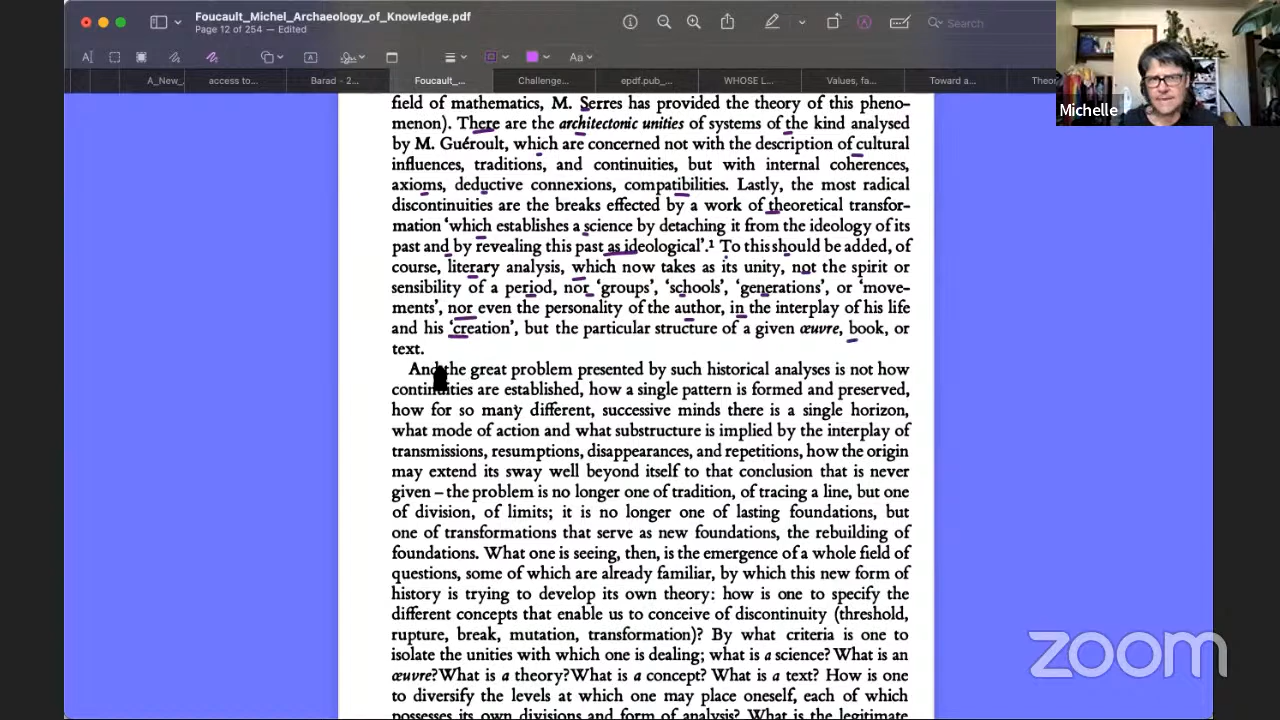 Foucault_Michel_Archaeology_of_Knowledge.pdf
Page 12 of 254 — Edited
Search
Aa
A_New_
access to...
Barad - 2...
Foucault_...
Challenge...
epdf.pub_...
WHOSE L...
Values, fa...
Toward a...
Theor
Michelle
field of mathematics, M. Serres has provided the theory of this pheno-
menon). There are the architectonic unities of systems of the kind analysed
by M. Guéroult, which are concerned not with the description of cultural
influences, traditions, and continuities, but with internal coherences,
axioms, deductive connexions, compatibilities. Lastly, the most radical
discontinuities are the breaks effected by a work of theoretical transfor-
mation ‘which establishes a science by detaching it from the ideology of its
past and by revealing this past as ideological’.¹ To this should be added, of
course, literary analysis, which now takes as its unity, not the spirit or
sensibility of a period, nor ‘groups’, ‘schools’, ‘generations’, or ‘move-
ments’, nor even the personality of the author, in the interplay of his life
and his ‘creation’, but the particular structure of a given œuvre, book, or
text.
And the great problem presented by such historical analyses is not how
continuities are established, how a single pattern is formed and preserved,
how for so many different, successive minds there is a single horizon,
what mode of action and what substructure is implied by the interplay of
transmissions, resumptions, disappearances, and repetitions, how the origin
may extend its sway well beyond itself to that conclusion that is never
given – the problem is no longer one of tradition, of tracing a line, but one
of division, of limits; it is no longer one of lasting foundations, but
one of transformations that serve as new foundations, the rebuilding of
foundations. What one is seeing, then, is the emergence of a whole field of
questions, some of which are already familiar, by which this new form of
history is trying to develop its own theory: how is one to specify the
different concepts that enable us to conceive of discontinuity (threshold,
rupture, break, mutation, transformation)? By what criteria is one to
isolate the unities with which one is dealing; what is a science? What is an
œuvre? What is a theory? What is a concept? What is a text? How is one
to diversify the levels at which one may place oneself, each of which
possesses its own divisions and form of analysis? What is the legitimate
zoom